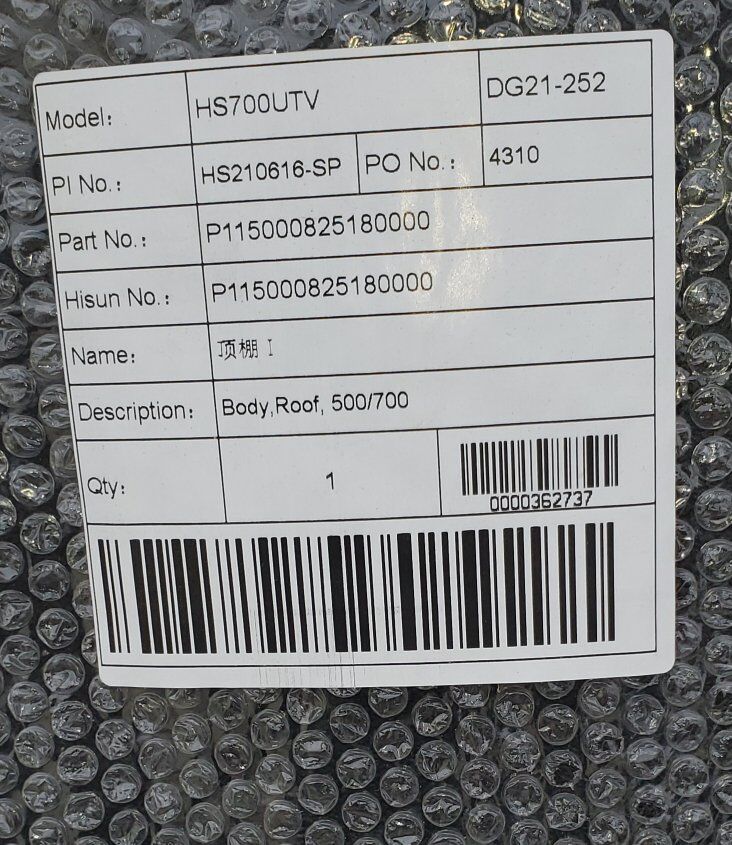 Model: HS700UTV DG21-252
PI No.: HS210616-SP PO No.: 4310
Part No.: P115000825180000
Hisun No.: P115000825180000
Name: 顶棚 I
Description: Body,Roof, 500/700
Qty: 1
0000362737